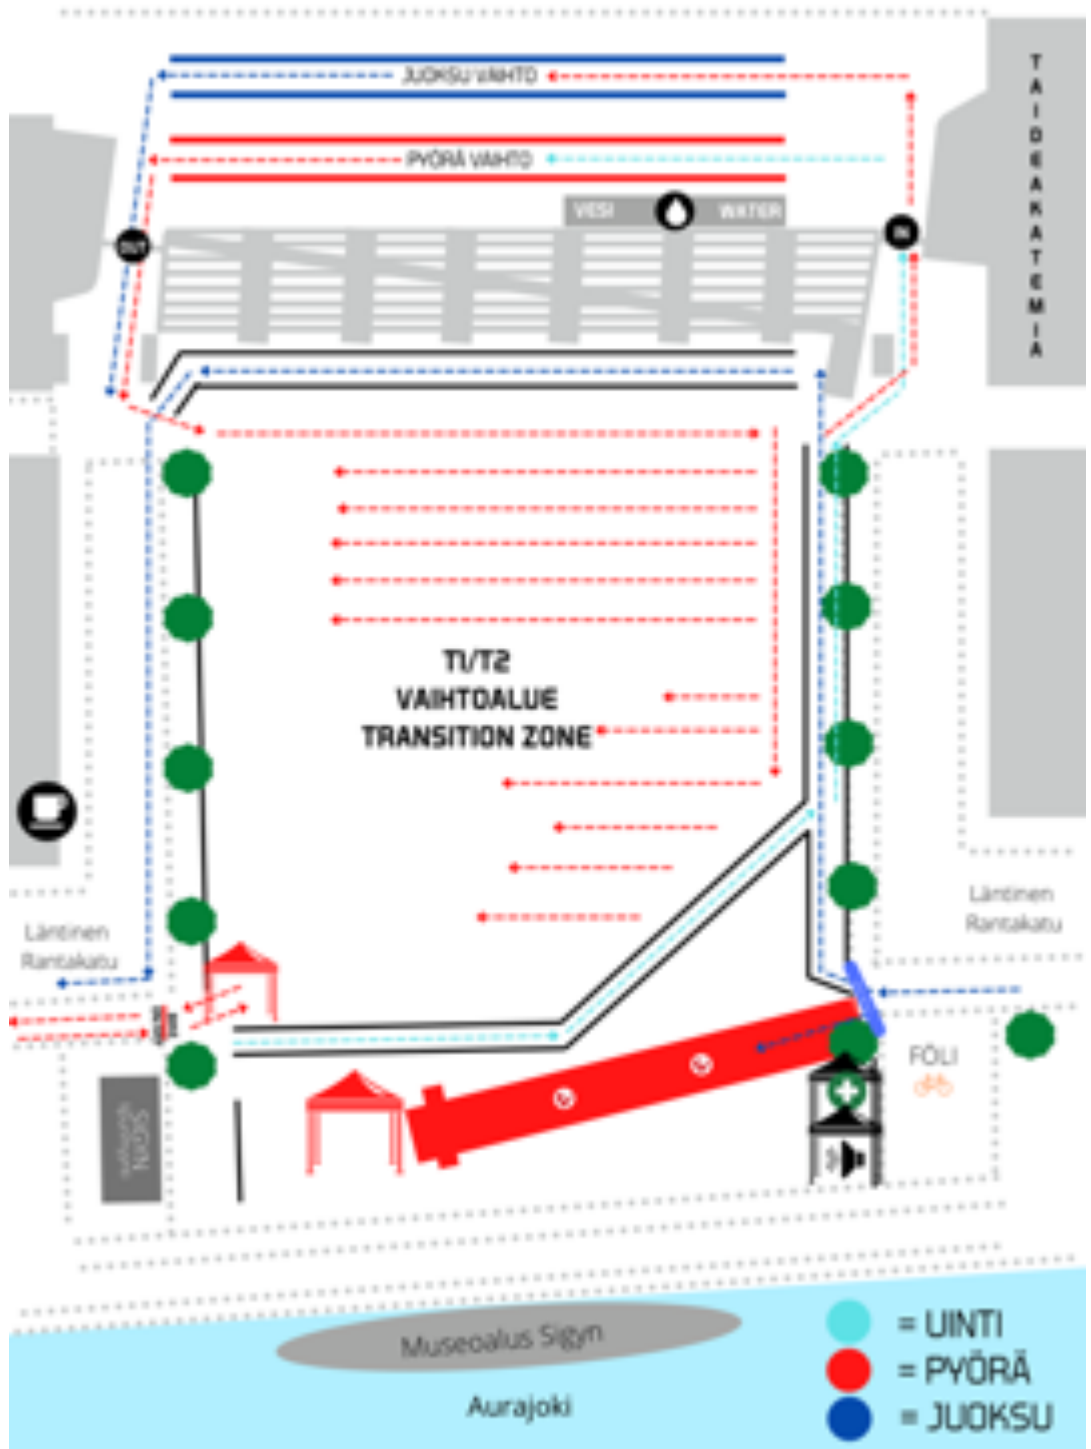 JUOKSU VAIHTO
PYÖRÄ VAIHTO
VESI WATER
OUT
IN
TAIDEAKATEMIA
T1/T2
VAIHTOALUE
TRANSITION ZONE
Läntinen
Rantakatu
Läntinen
Rantakatu
FÖLI
SIGYN
Museoalus Sigyn
Aurajoki
= UINTI
= PYÖRÄ
= JUOKSU